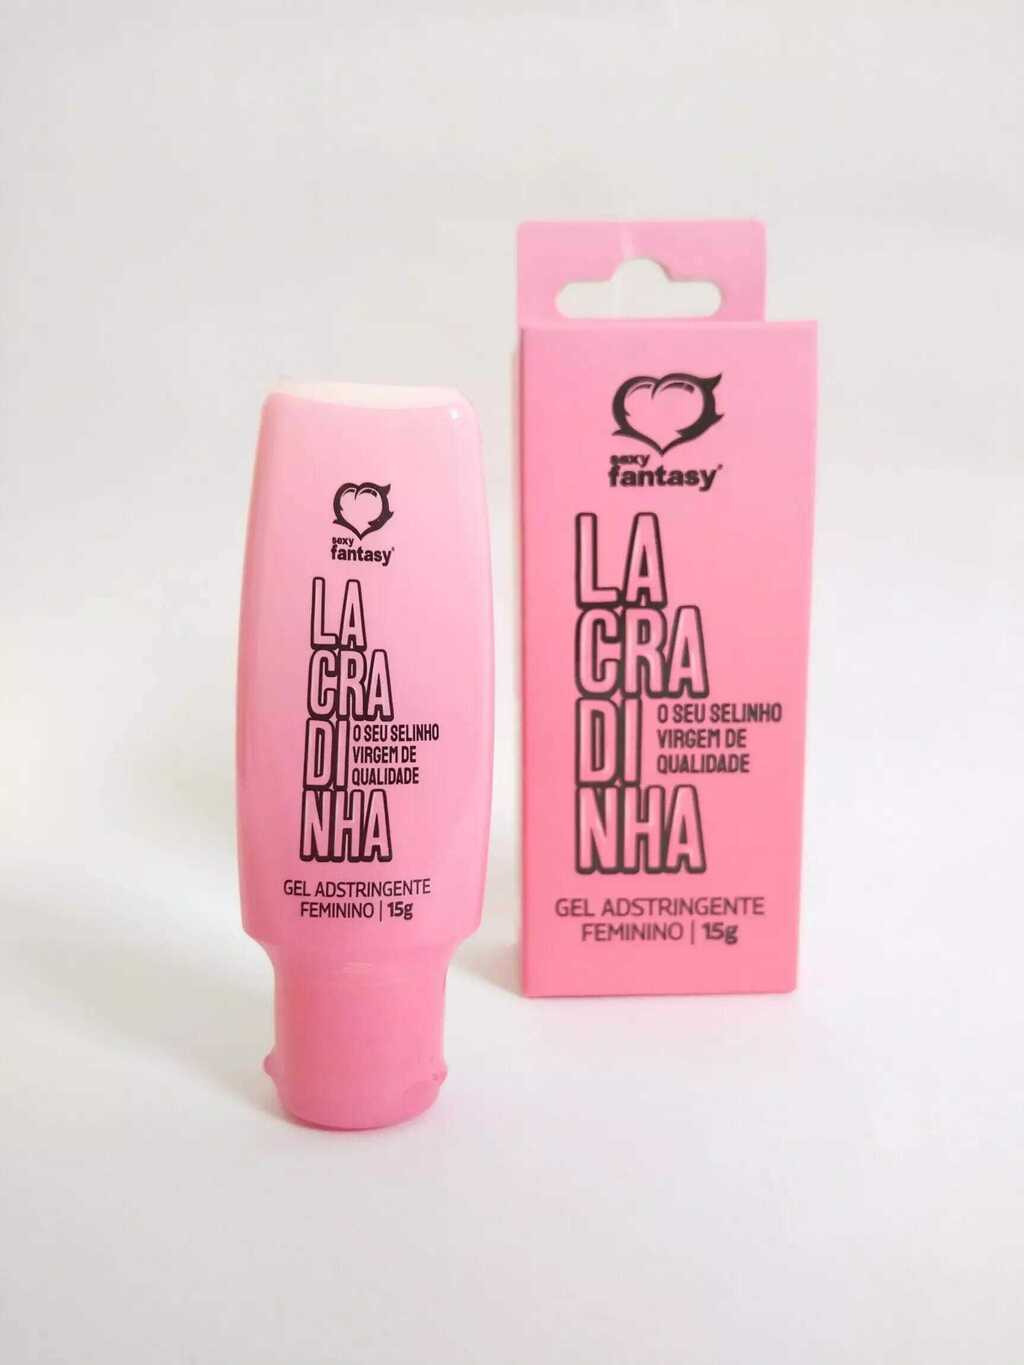 sexy
fantasy
LA
CRA
DI
NHA
O SEU SELINHO
VIRGEM DE
QUALIDADE
GEL ADSTRINGENTE
FEMININO | 15g
sexy
fantasy
LA
CRA
DI
NHA
O SEU SELINHO
VIRGEM DE
QUALIDADE
GEL ADSTRINGENTE
FEMININO | 15g